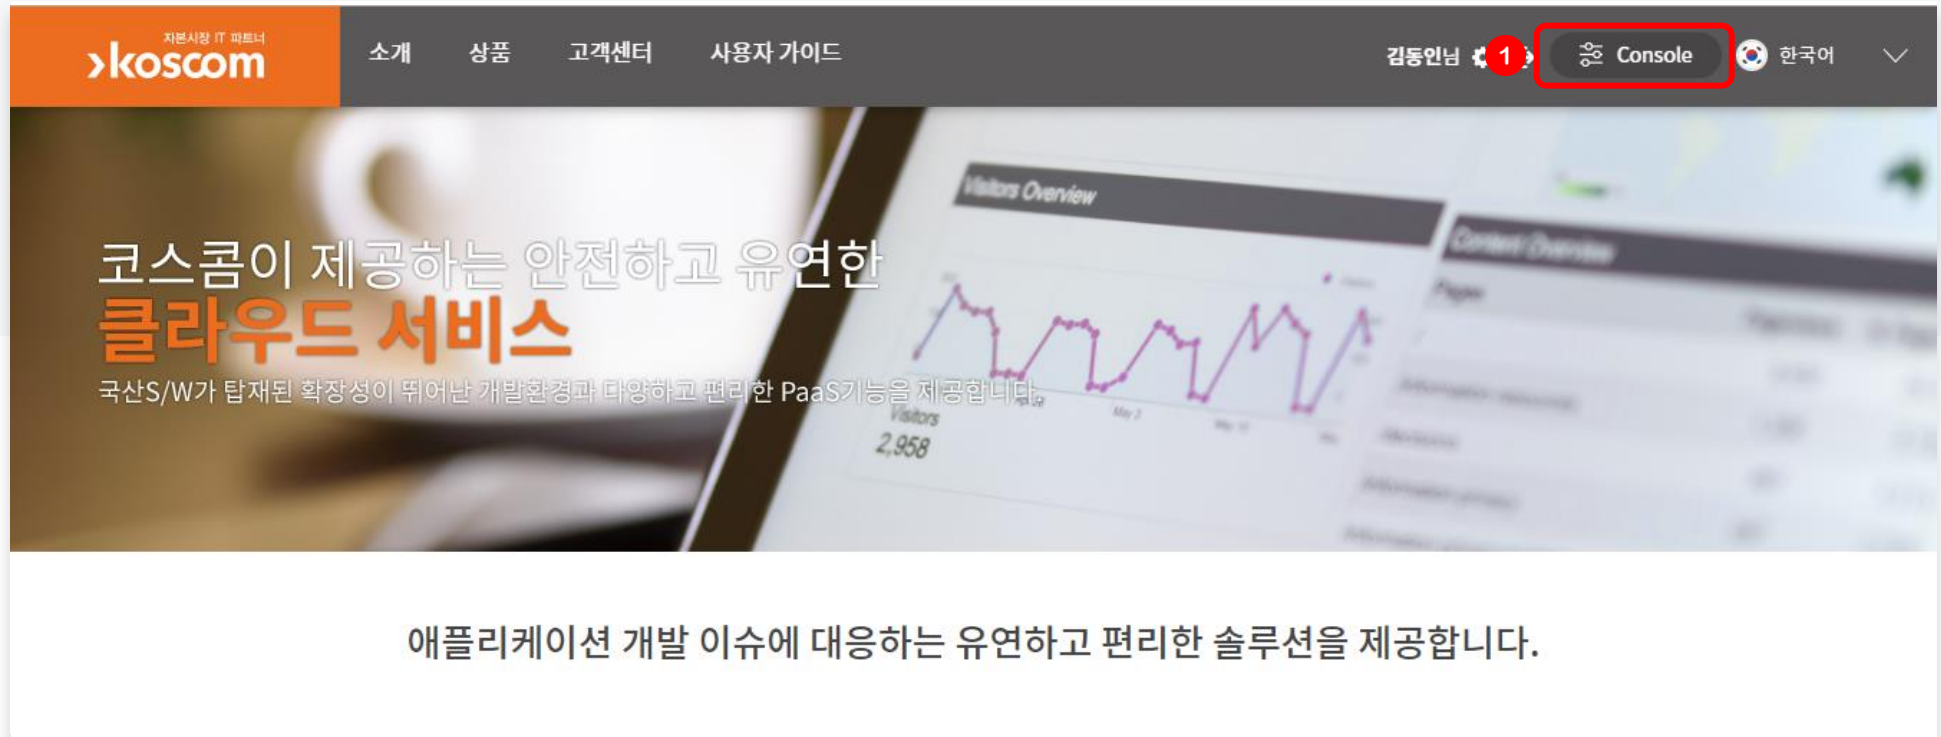 자본시장 IT 파트너
koscom
소개
상품
고객센터
사용자 가이드
김동인님
1
Console
한국어
코스콤이 제공하는 안전하고 유연한
클라우드 서비스
국산S/W가 탑재된 확장성이 뛰어난 개발환경과 다양하고 편리한 PaaS기능을 제공합니다.
Visitors Overview
Content Overview
Pages
May 2
Visitors
2,958
애플리케이션 개발 이슈에 대응하는 유연하고 편리한 솔루션을 제공합니다.